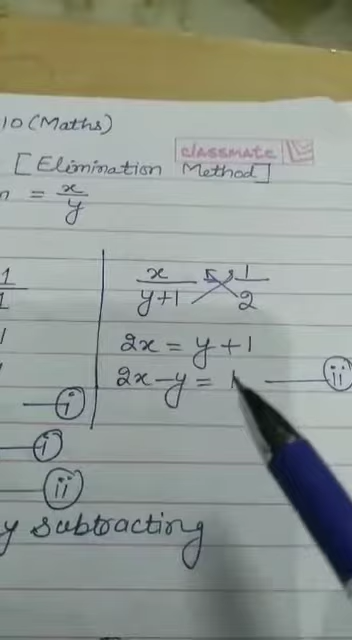 10 (Maths)
classmate
[Elimination Method]
= x/y
x/(y+1) = 1/2
2x = y + 1
2x - y = 1 — (ii)
— (i)
— (i)
— (ii)
y subtracting